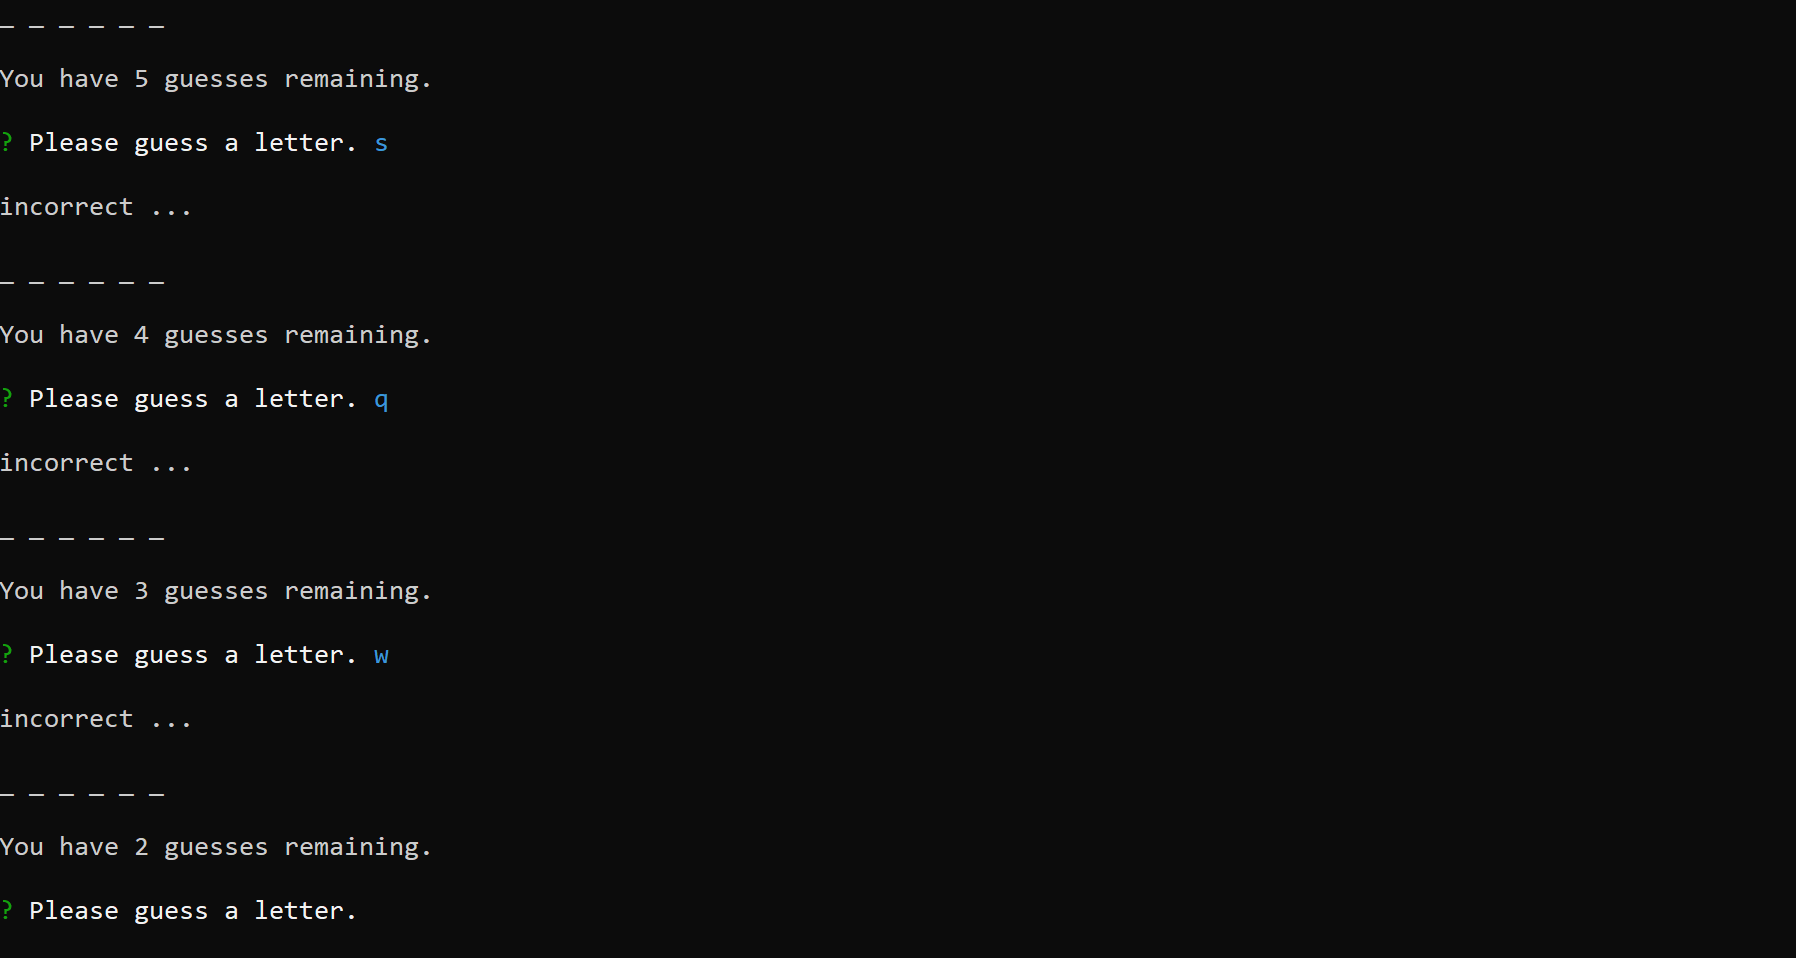 _ _ _ _ _ _
You have 5 guesses remaining.
? Please guess a letter. s
incorrect ...
_ _ _ _ _ _
You have 4 guesses remaining.
? Please guess a letter. q
incorrect ...
_ _ _ _ _ _
You have 3 guesses remaining.
? Please guess a letter. w
incorrect ...
_ _ _ _ _ _
You have 2 guesses remaining.
? Please guess a letter.